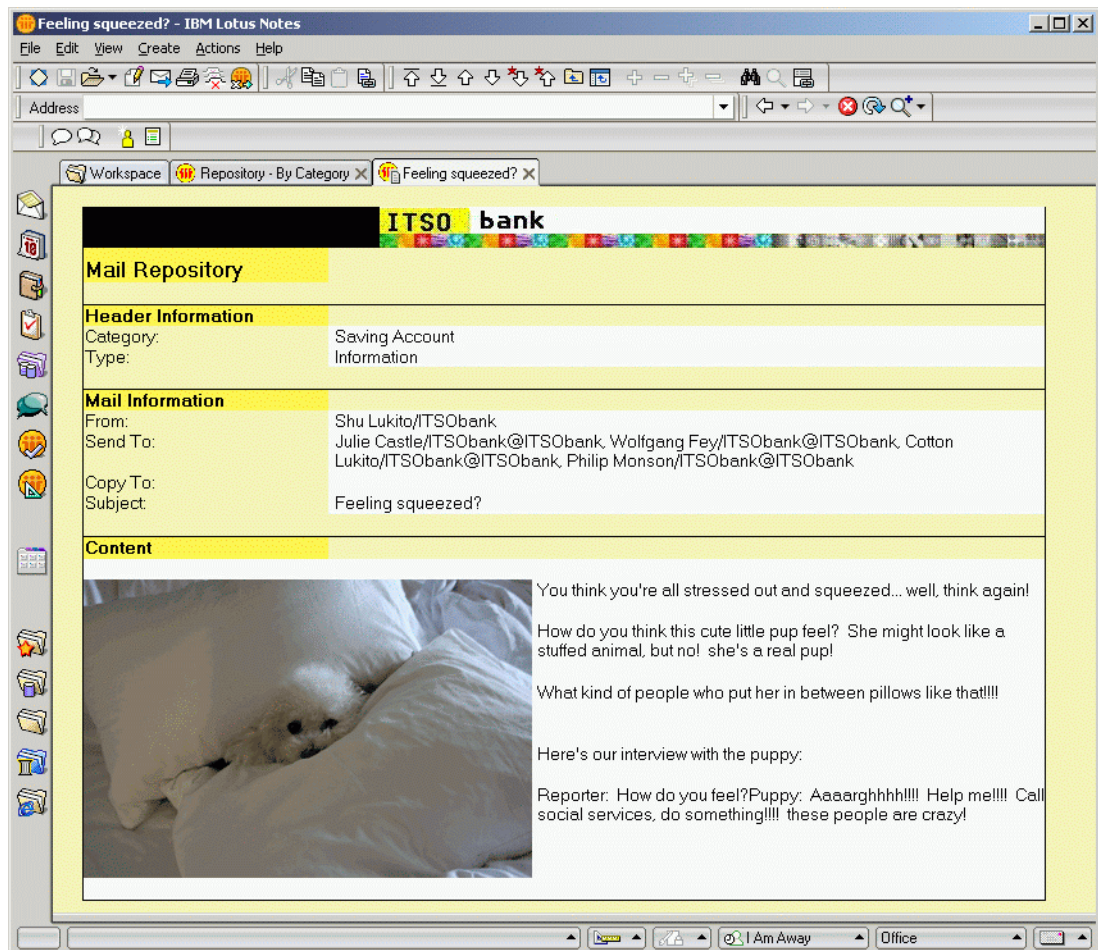 Feeling squeezed? - IBM Lotus Notes
File Edit View Create Actions Help
Address
Workspace Repository - By Category Feeling squeezed?
ITSO bank
Mail Repository
Header Information
Category: Saving Account
Type: Information
Mail Information
From: Shu Lukito/ITSObank
Send To: Julie Castle/ITSObank@ITSObank, Wolfgang Fey/ITSObank@ITSObank, Cotton
Lukito/ITSObank@ITSObank, Philip Monson/ITSObank@ITSObank
Copy To:
Subject: Feeling squeezed?
Content
You think you're all stressed out and squeezed... well, think again!
How do you think this cute little pup feel? She might look like a
stuffed animal, but no! she's a real pup!
What kind of people who put her in between pillows like that!!!!
Here's our interview with the puppy:
Reporter: How do you feel?Puppy: Aaaarghhhh!!!! Help me!!!! Call
social services, do something!!!! these people are crazy!
I Am Away Office